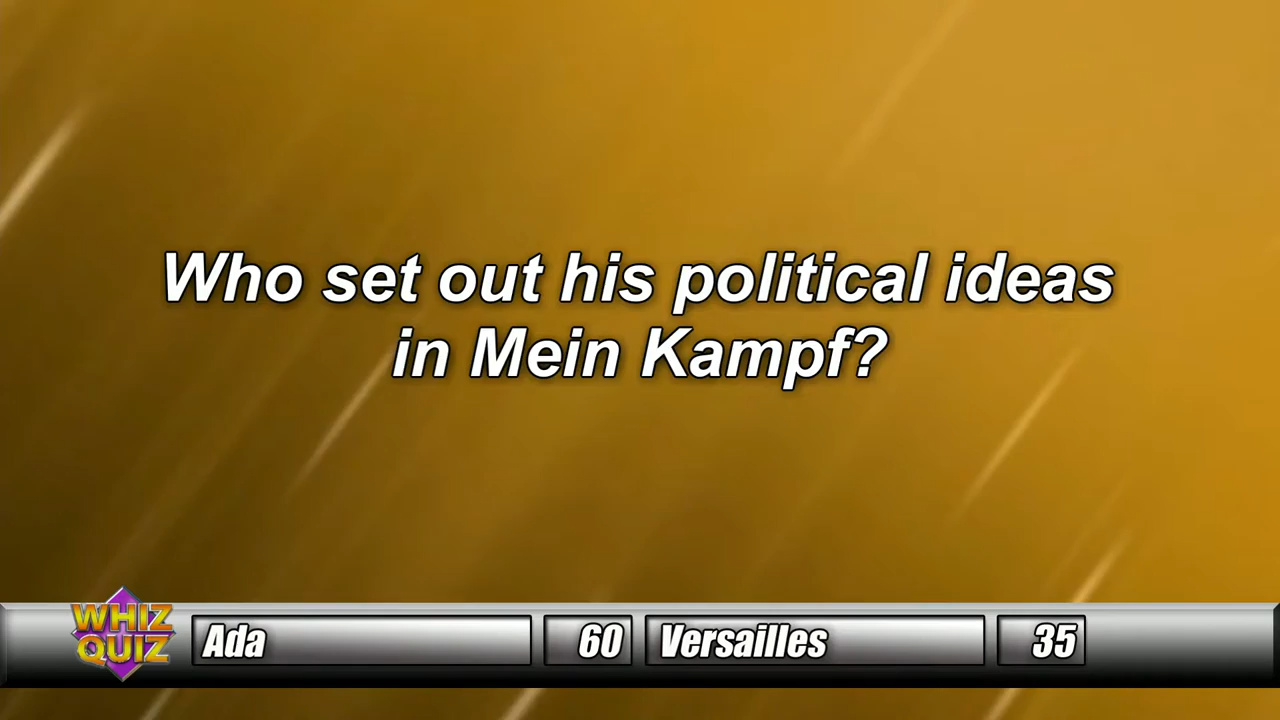 Who set out his political ideas
in Mein Kampf?
WHIZ
QUIZ
Ada 60 Versailles 35